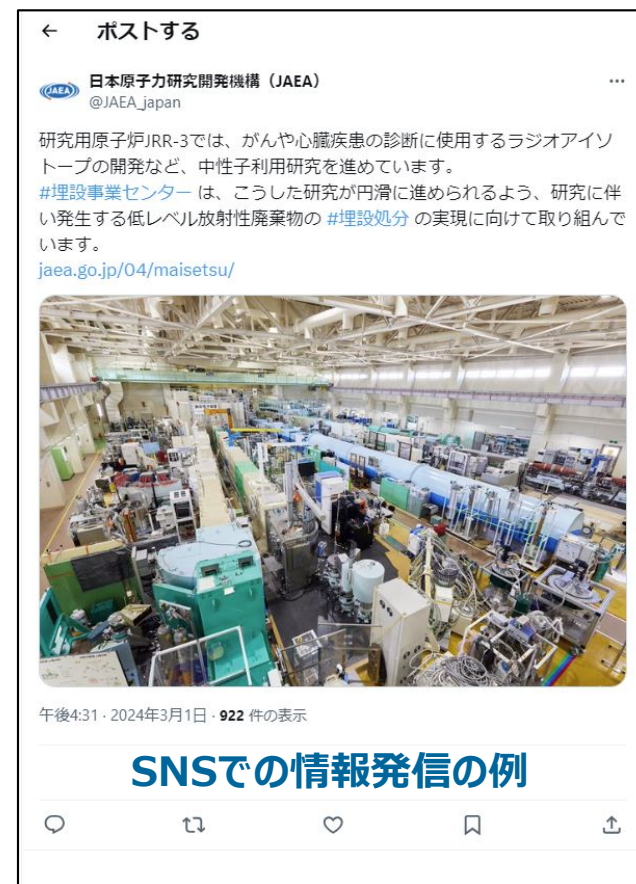 ← ポストする
JAEA
日本原子力研究開発機構（JAEA）
@JAEA_japan
研究用原子炉JRR-3では、がんや心臓疾患の診断に使用するラジオアイソ
トープの開発など、中性子利用研究を進めています。
#埋設事業センター は、こうした研究が円滑に進められるよう、研究に伴
い発生する低レベル放射性廃棄物の #埋設処分 の実現に向けて取り組んで
います。
jaea.go.jp/04/maisetsu/
午後4:31 · 2024年3月1日 · 922 件の表示
SNSでの情報発信の例